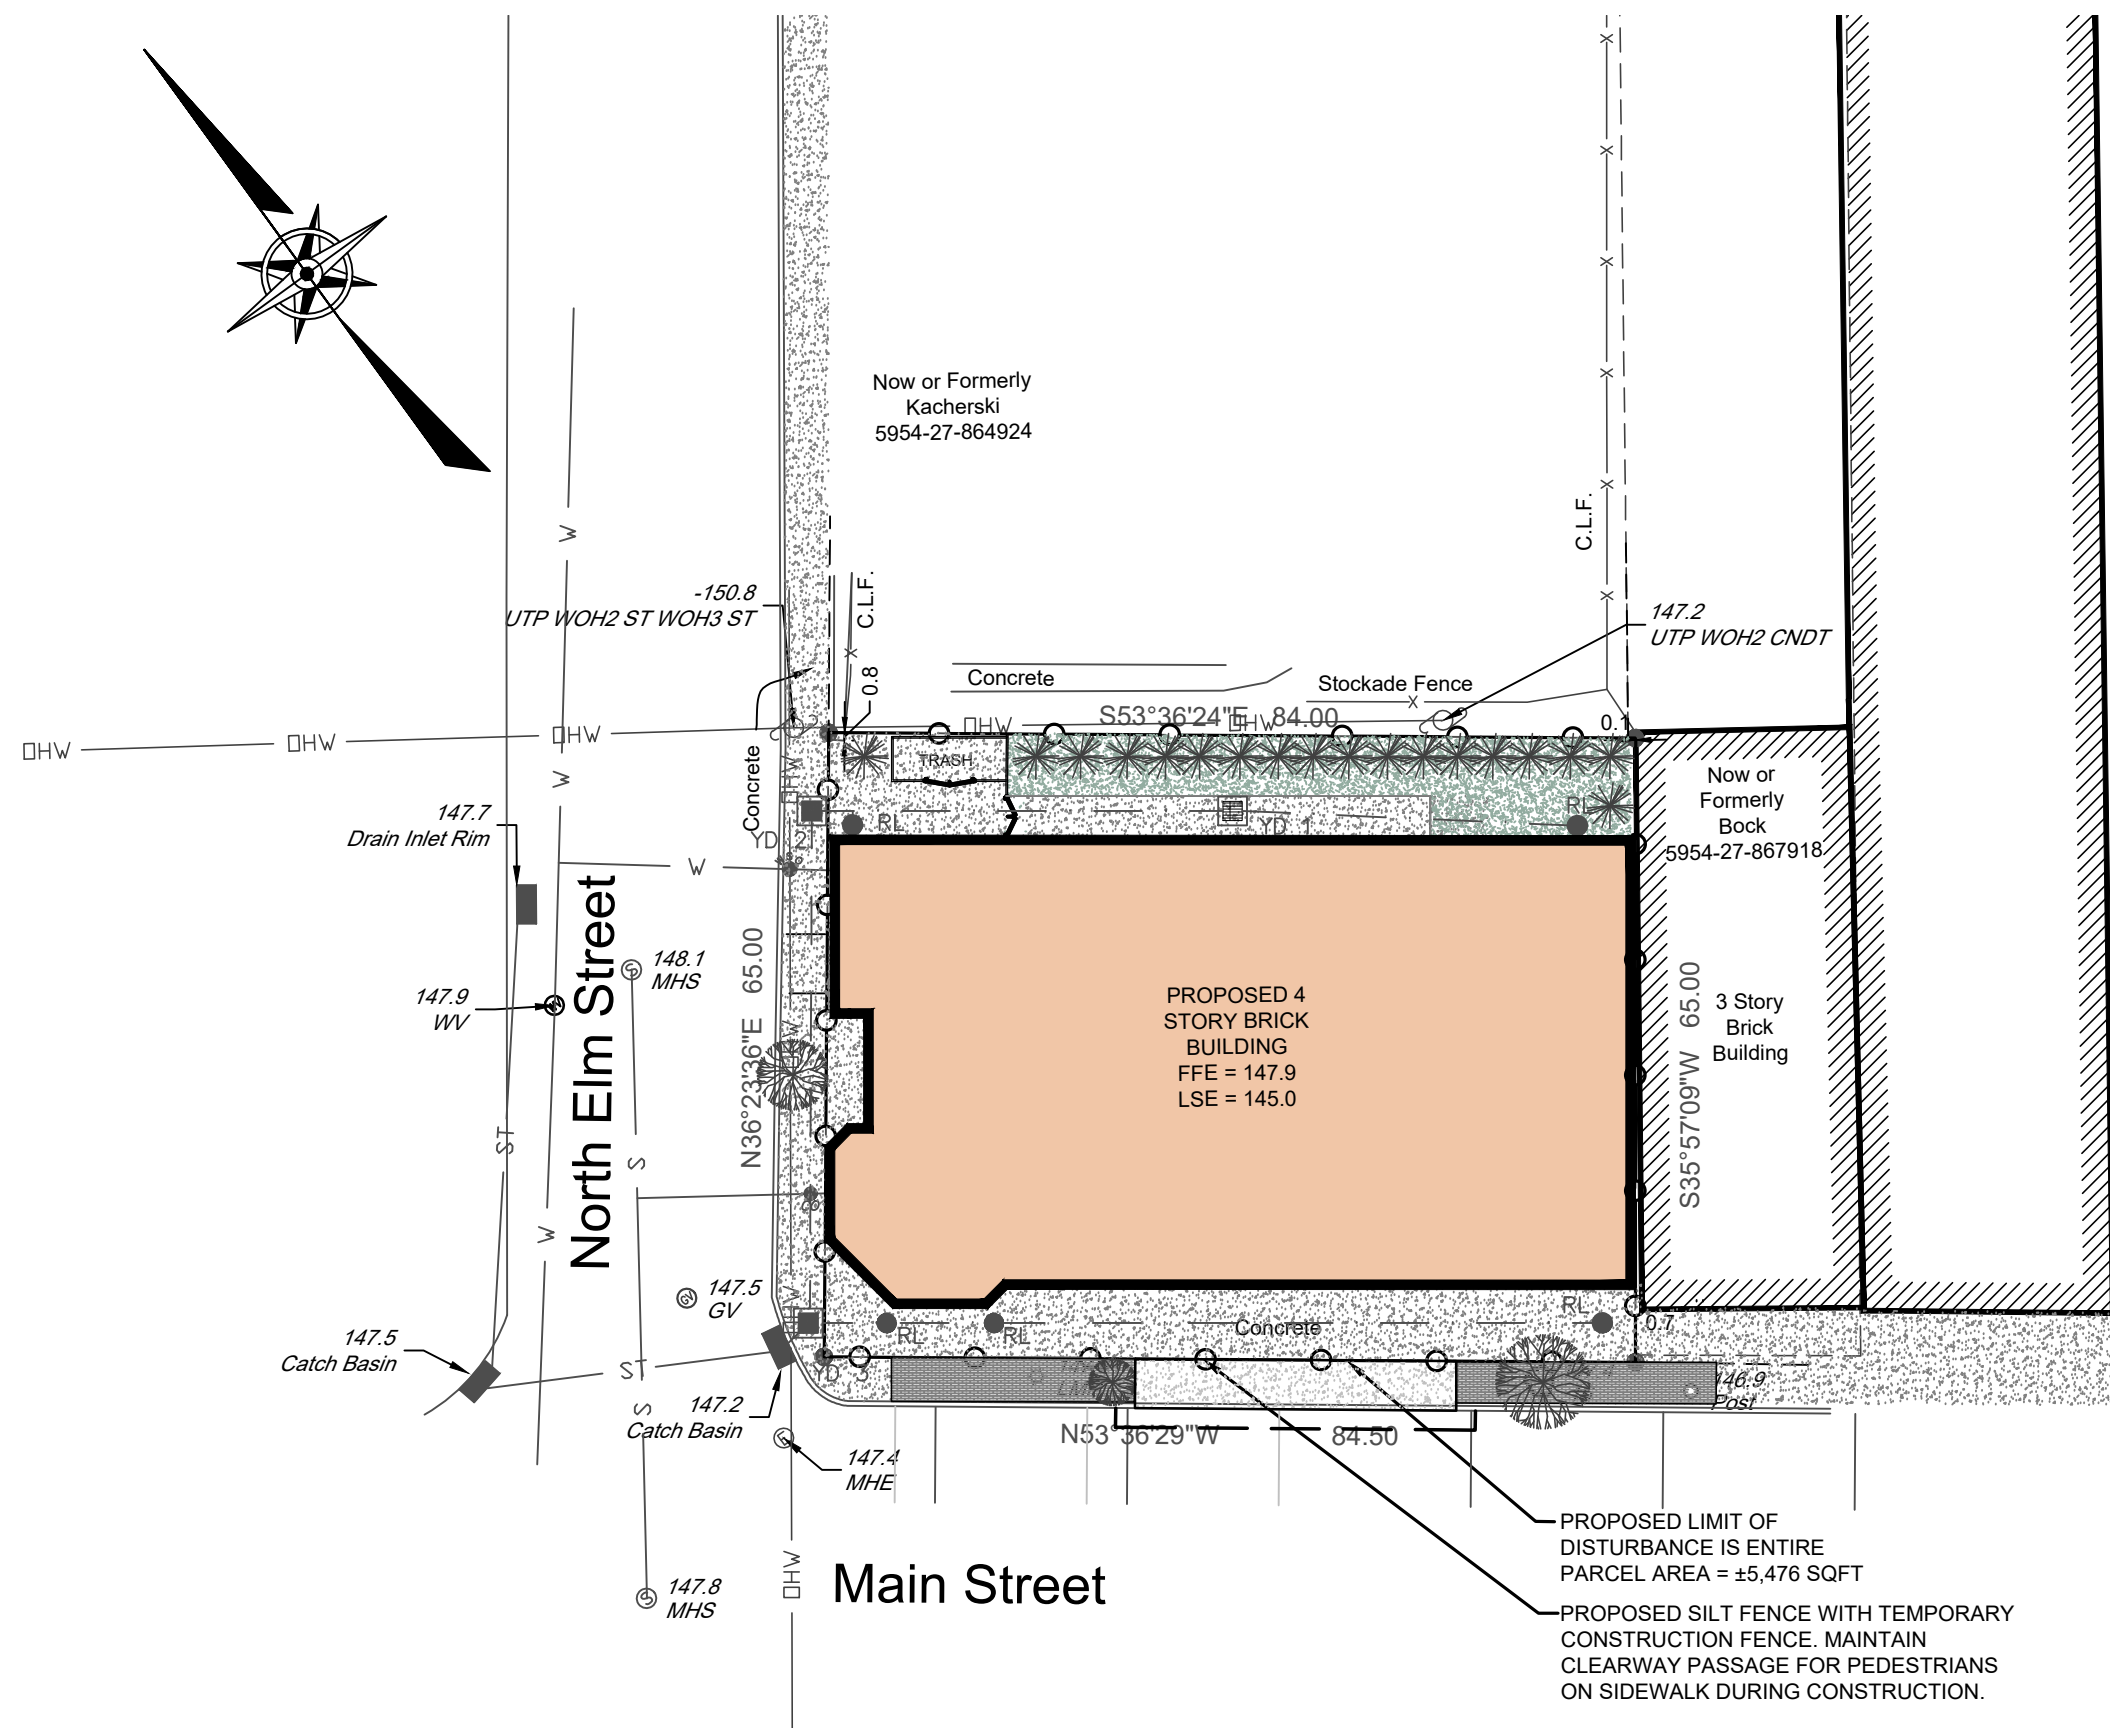 Now or Formerly
Kacherski
5954-27-864924
C.L.F.
-150.8
UTP WOH2 ST WOH3 ST
C.L.F.
0.8
147.2
UTP WOH2 CNDT
Concrete
Stockade Fence
S53°36'24"E 84.00
0.1
OHW
OHW
OHW
OHW
OHW
W
W
Concrete
OHW
TRASH
RL
YD 2
YD 1
RL
147.7
Drain Inlet Rim
W
Now or
Formerly
Bock
5954-27-867918
North Elm Street
148.1
MHS
147.9
WV
N36°23'36"E 65.00
OHW
PROPOSED 4
STORY BRICK
BUILDING
FFE = 147.9
LSE = 145.0
3 Story
Brick
Building
S35°57'09"W 65.00
ST
S
W
147.5
GV
147.5
Catch Basin
ST
S
147.2
Catch Basin
OHW
YD 3
RL
RL
Concrete
RL
0.7
146.9
Post
N53°36'29"W 84.50
147.4
MHE
147.8
MHS
OHW
Main Street
PROPOSED LIMIT OF
DISTURBANCE IS ENTIRE
PARCEL AREA = ±5,476 SQFT
PROPOSED SILT FENCE WITH TEMPORARY
CONSTRUCTION FENCE. MAINTAIN
CLEARWAY PASSAGE FOR PEDESTRIANS
ON SIDEWALK DURING CONSTRUCTION.